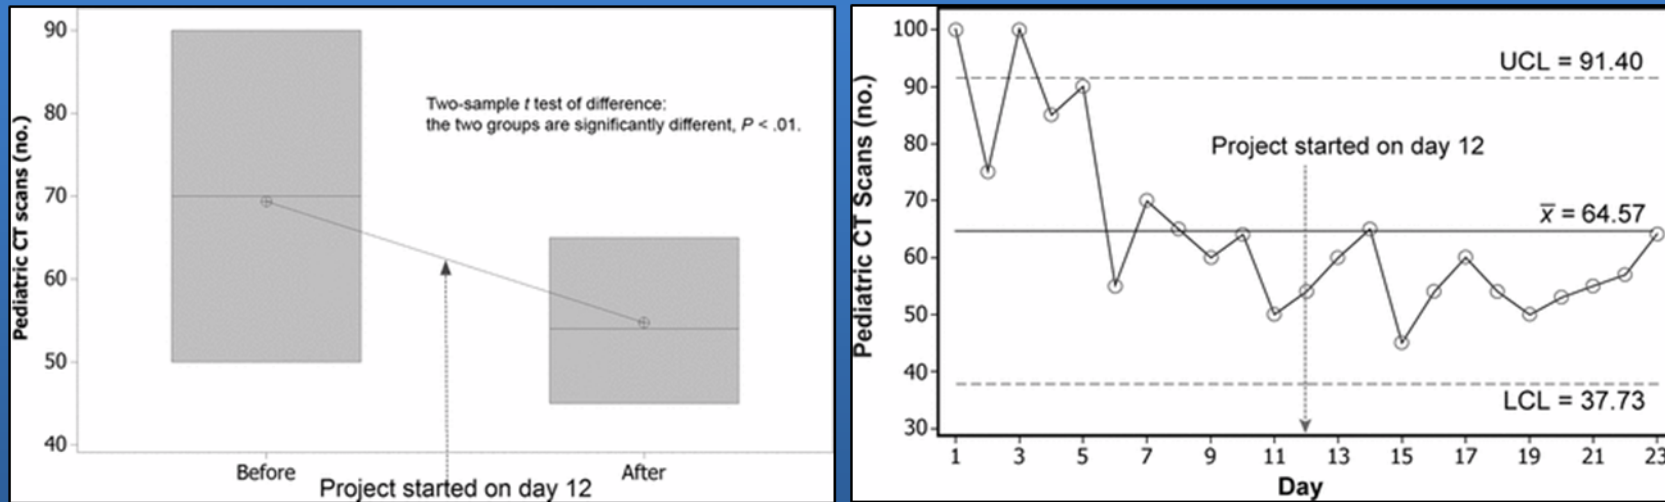 Pediatric CT scans (no.)
90
80
70
60
50
40
Two-sample t test of difference:
the two groups are significantly different, P < .01.
Before
After
Project started on day 12
Pediatric CT Scans (no.)
100
90
80
70
60
50
40
30
UCL = 91.40
Project started on day 12
x̅ = 64.57
LCL = 37.73
1 3 5 7 9 11 13 15 17 19 21 23
Day